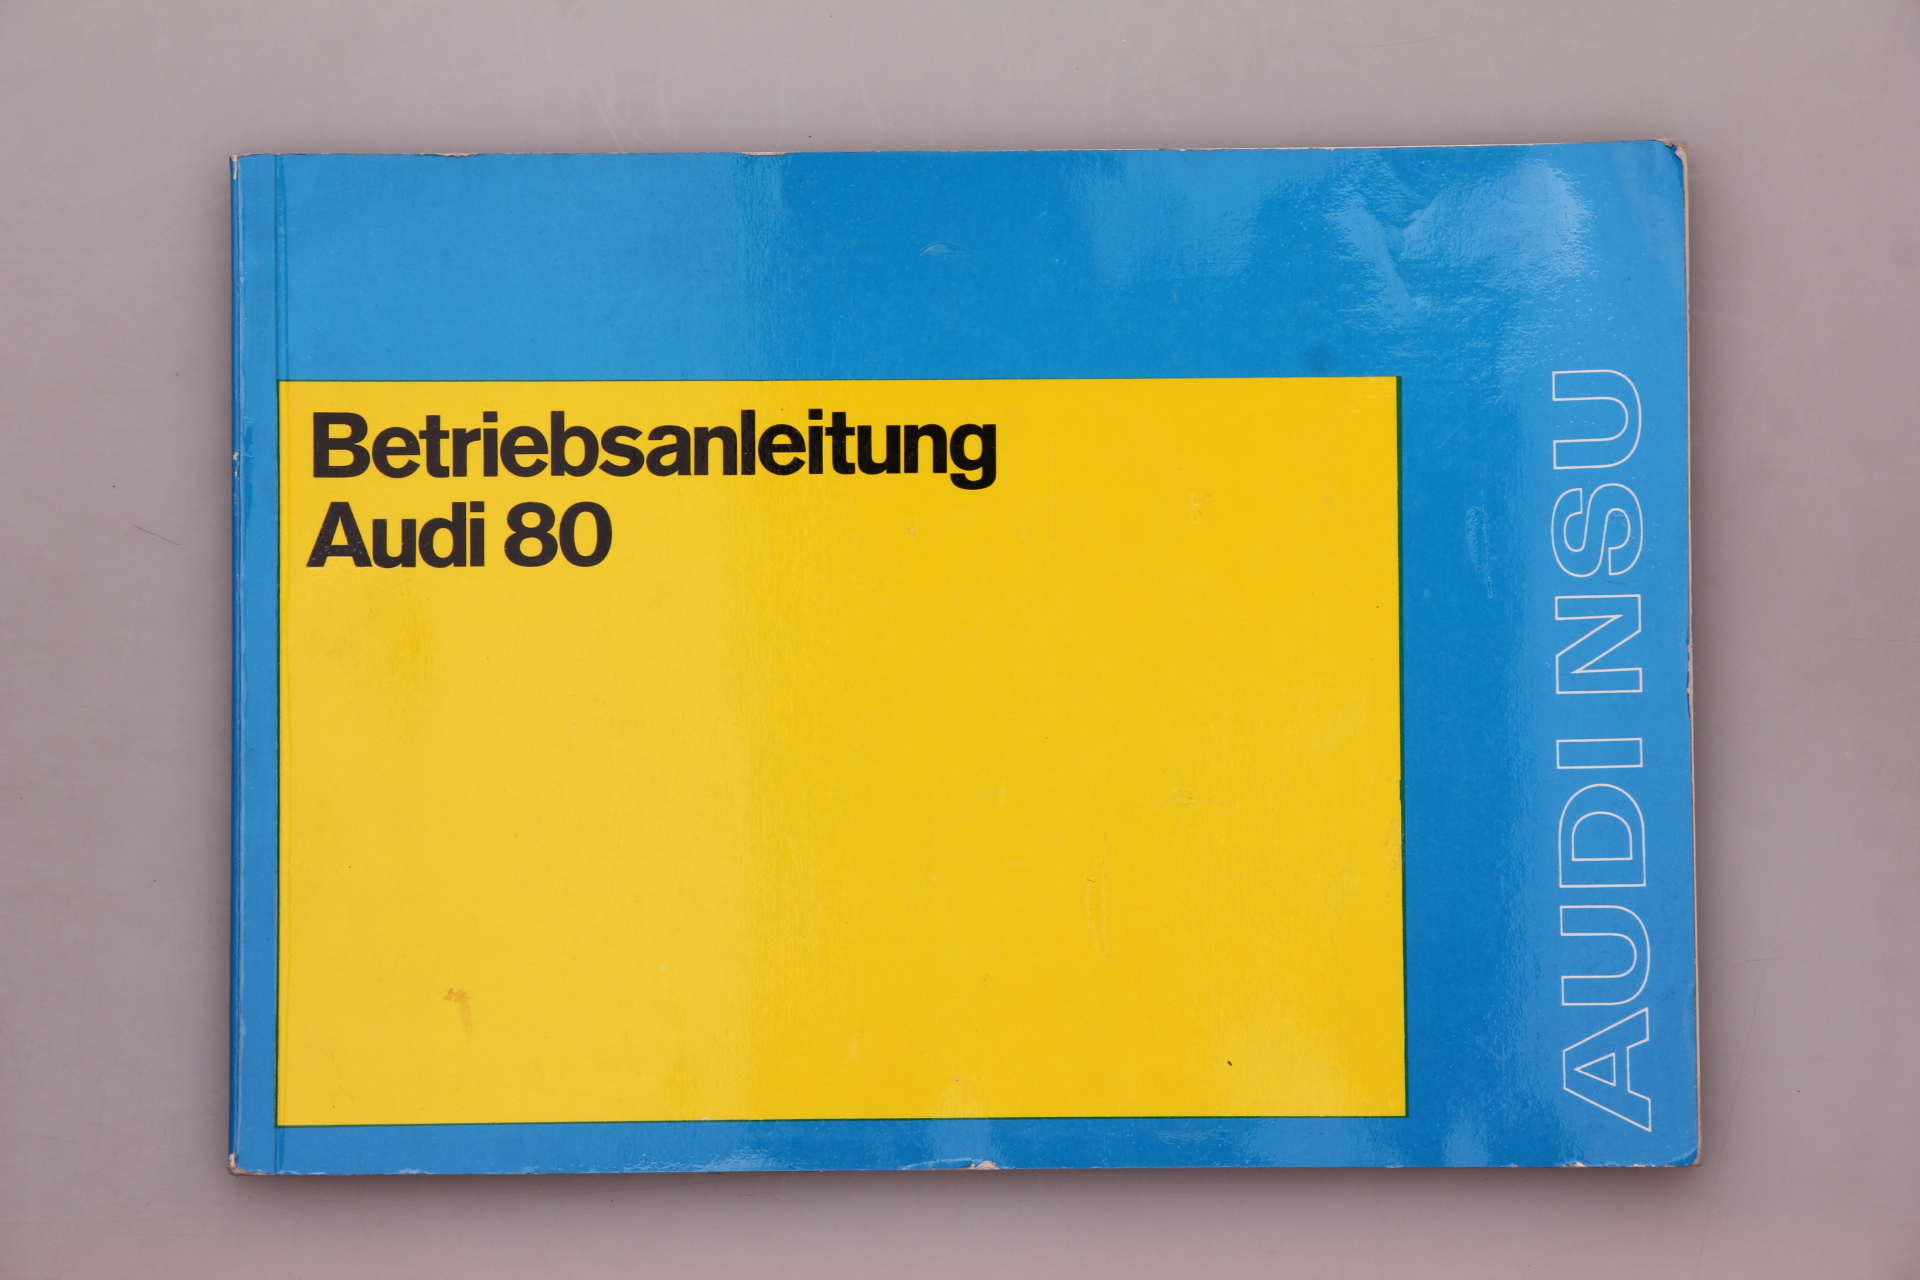 Betriebsanleitung
Audi 80
AUDI NSU